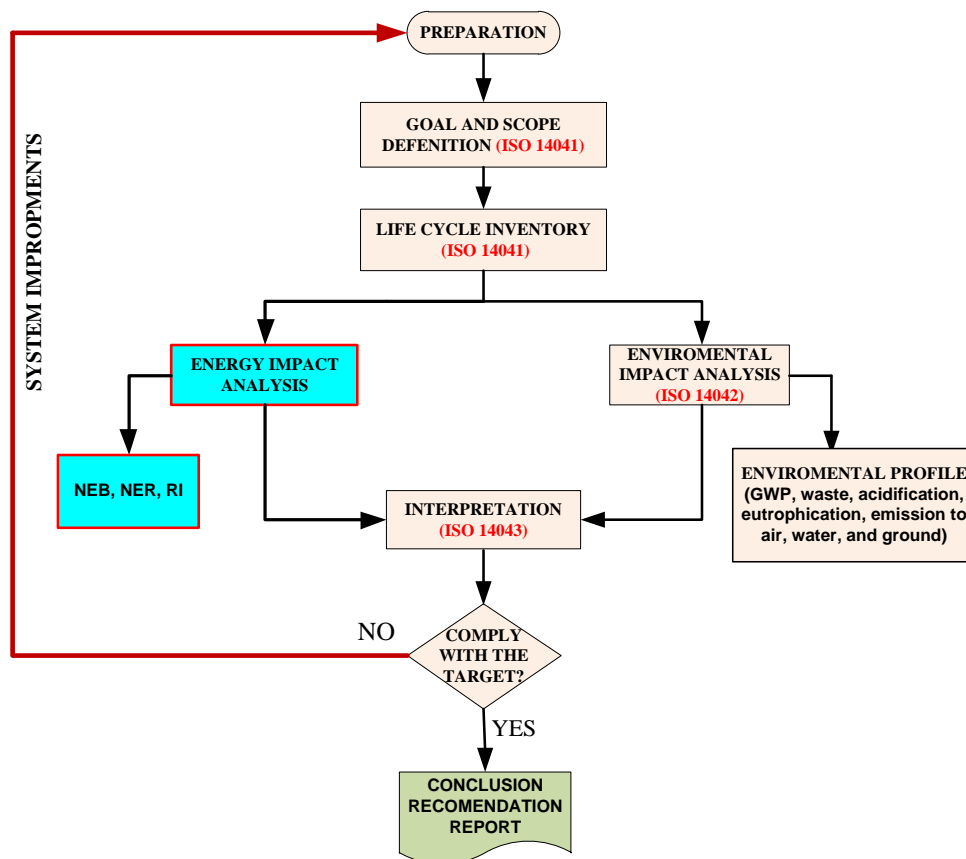 PREPARATION
GOAL AND SCOPE
DEFENITION (ISO 14041)
LIFE CYCLE INVENTORY
(ISO 14041)
SYSTEM IMPROPMENTS
ENERGY IMPACT
ANALYSIS
ENVIROMENTAL
IMPACT ANALYSIS
(ISO 14042)
NEB, NER, RI
ENVIROMENTAL PROFILE
(GWP, waste, acidification,
eutrophication, emission to
air, water, and ground)
INTERPRETATION
(ISO 14043)
NO
COMPLY
WITH THE
TARGET?
YES
CONCLUSION
RECOMENDATION
REPORT